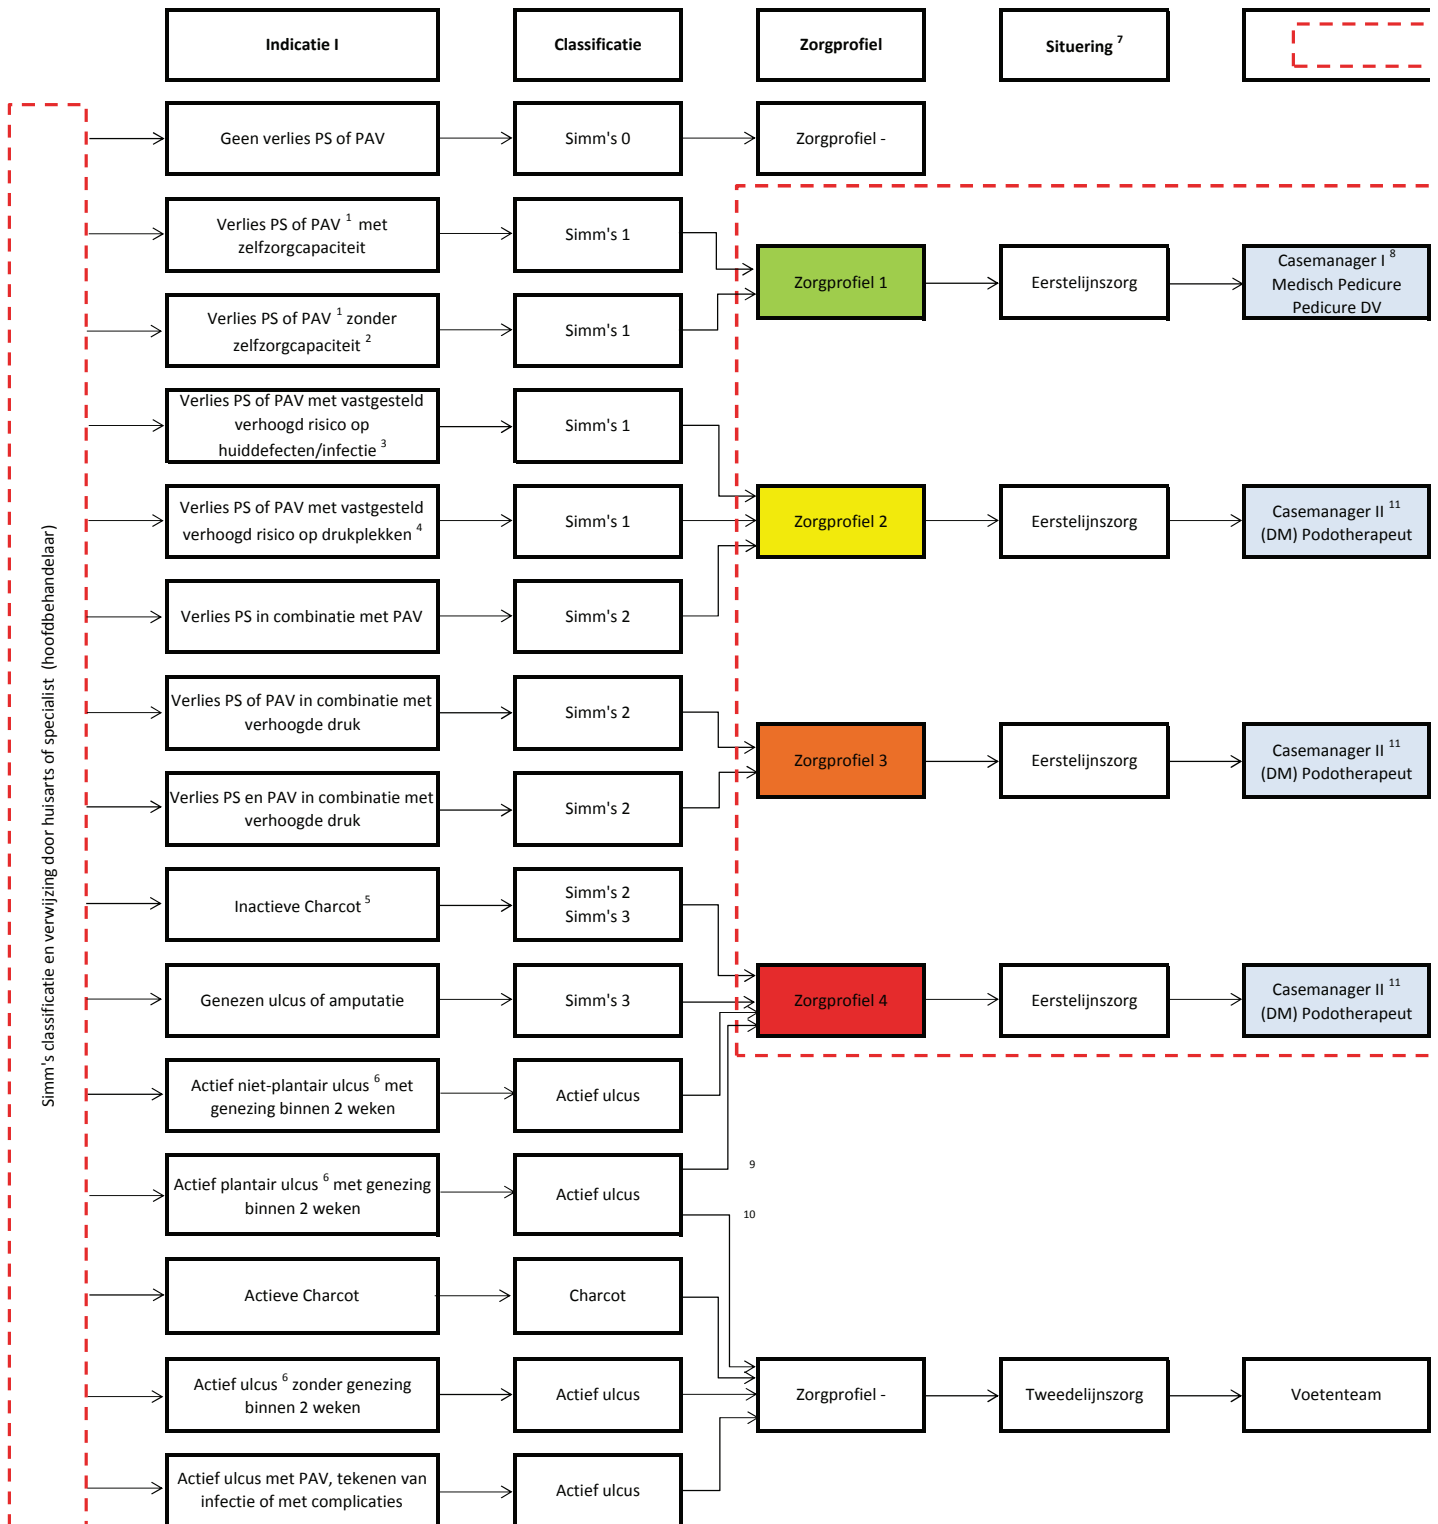 Indicatie I
Classificatie
Zorgprofiel
Situering 7
Simm's classificatie en verwijzing door huisarts of specialist (hoofdbehandelaar)
Geen verlies PS of PAV
Simm's 0
Zorgprofiel -
Verlies PS of PAV 1 met
zelfzorgcapaciteit
Simm's 1
Verlies PS of PAV 1 zonder
zelfzorgcapaciteit 2
Simm's 1
Zorgprofiel 1
Eerstelijnszorg
Casemanager I 8
Medisch Pedicure
Pedicure DV
Verlies PS of PAV met vastgesteld
verhoogd risico op
huiddefecten/infectie 3
Simm's 1
Verlies PS of PAV met vastgesteld
verhoogd risico op drukplekken 4
Simm's 1
Zorgprofiel 2
Eerstelijnszorg
Casemanager II 11
(DM) Podotherapeut
Verlies PS in combinatie met PAV
Simm's 2
Verlies PS of PAV in combinatie met
verhoogde druk
Simm's 2
Zorgprofiel 3
Eerstelijnszorg
Casemanager II 11
(DM) Podotherapeut
Verlies PS en PAV in combinatie met
verhoogde druk
Simm's 2
Inactieve Charcot 5
Simm's 2
Simm's 3
Genezen ulcus of amputatie
Simm's 3
Zorgprofiel 4
Eerstelijnszorg
Casemanager II 11
(DM) Podotherapeut
Actief niet-plantair ulcus 6 met
genezing binnen 2 weken
Actief ulcus
Actief plantair ulcus 6 met genezing
binnen 2 weken
Actief ulcus
9
10
Actieve Charcot
Charcot
Actief ulcus 6 zonder genezing
binnen 2 weken
Actief ulcus
Zorgprofiel -
Tweedelijnszorg
Voetenteam
Actief ulcus met PAV, tekenen van
infectie of met complicaties
Actief ulcus